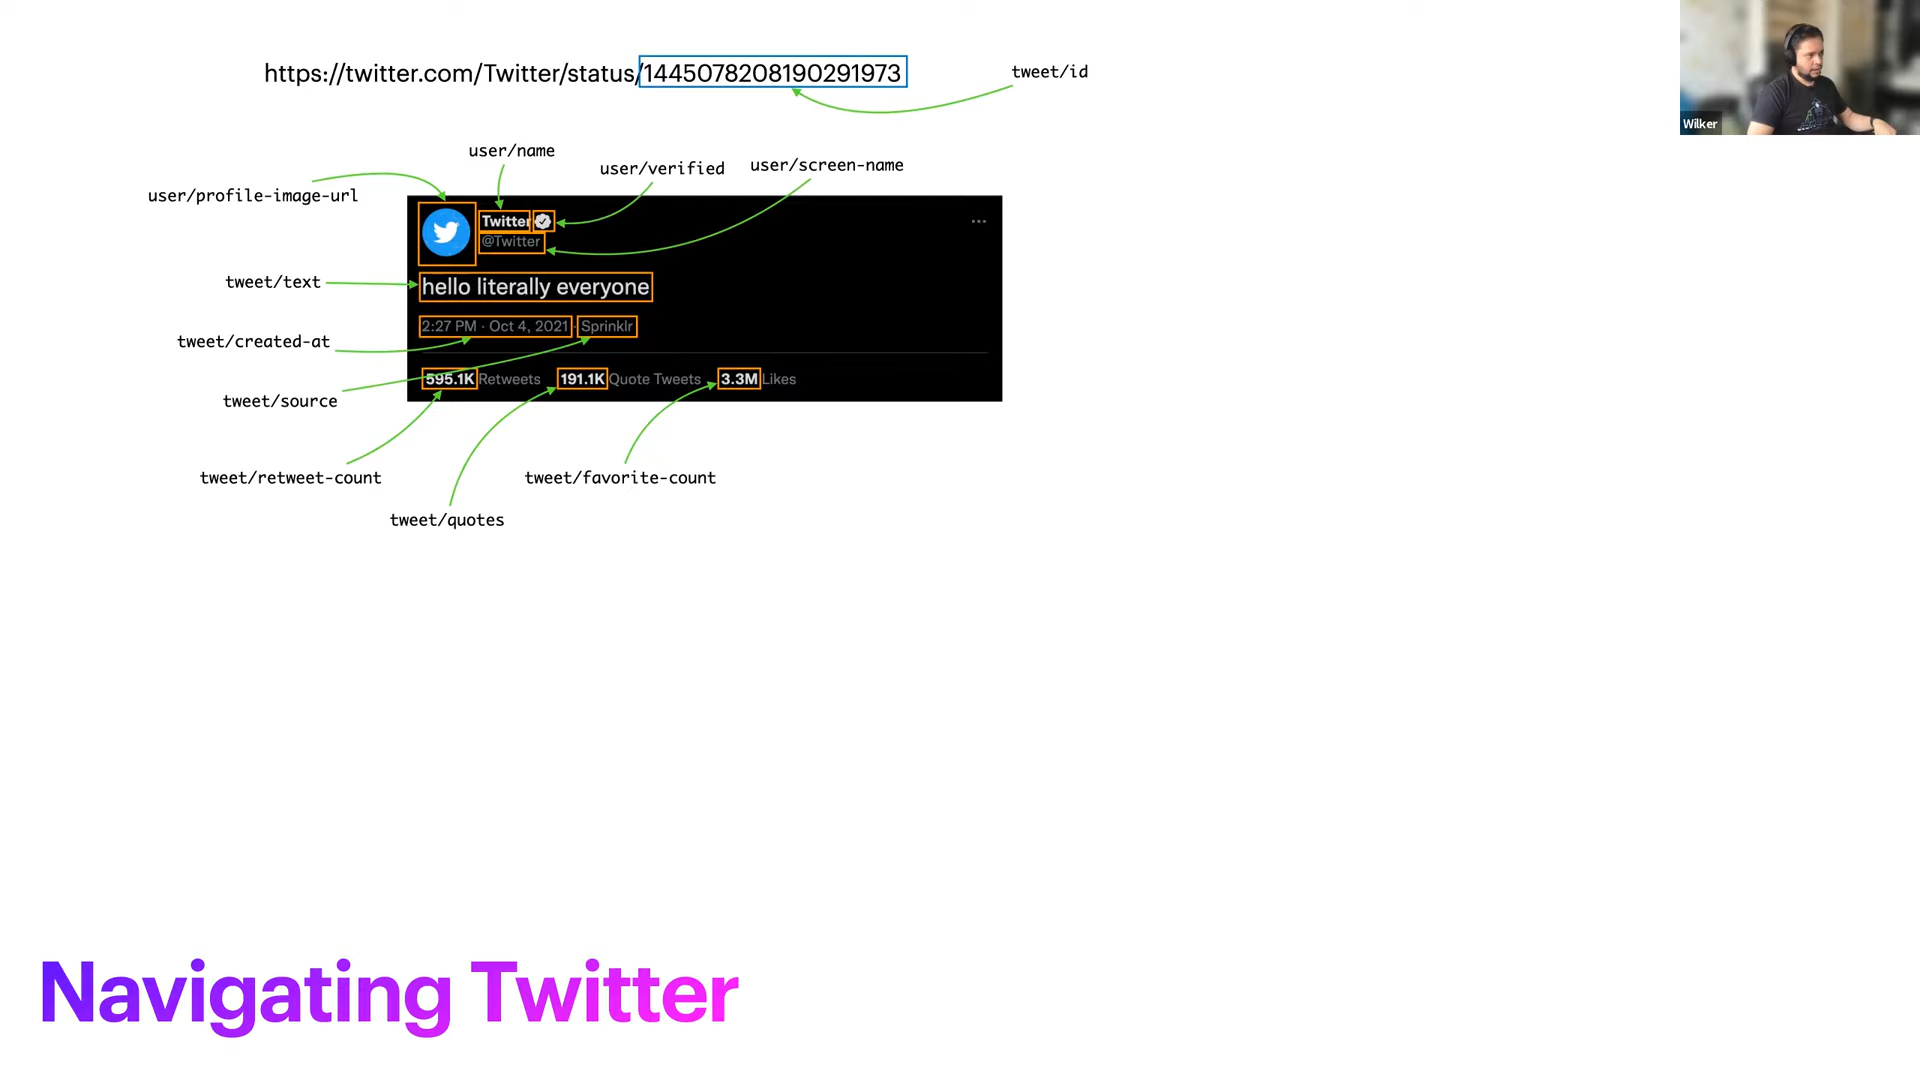 https://twitter.com/Twitter/status/1445078208190291973
tweet/id
Wilker
user/name
user/verified
user/screen-name
user/profile-image-url
Twitter
@Twitter
tweet/text
hello literally everyone
2:27 PM · Oct 4, 2021 · Sprinklr
tweet/created-at
595.1K Retweets 191.1K Quote Tweets 3.3M Likes
tweet/source
tweet/retweet-count
tweet/favorite-count
tweet/quotes
Navigating Twitter